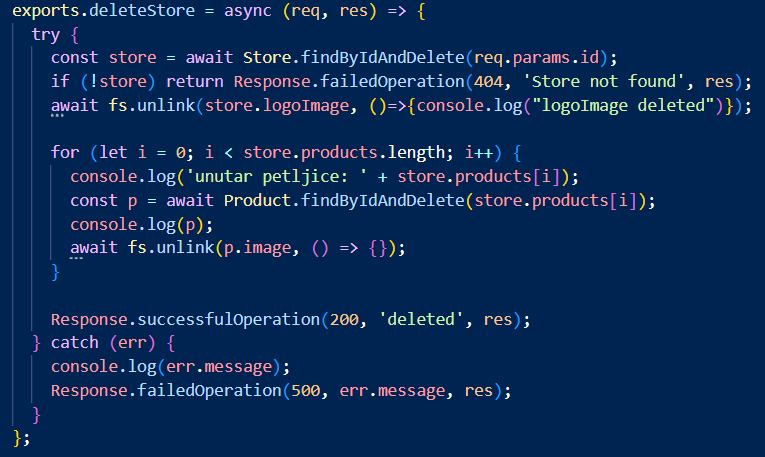 exports.deleteStore = async (req, res) => {
  try {
    const store = await Store.findByIdAndDelete(req.params.id);
    if (!store) return Response.failedOperation(404, 'Store not found', res);
    await fs.unlink(store.logoImage, ()=>{console.log("logoImage deleted")});

    for (let i = 0; i < store.products.length; i++) {
      console.log('unutar petljice: ' + store.products[i]);
      const p = await Product.findByIdAndDelete(store.products[i]);
      console.log(p);
      await fs.unlink(p.image, () => {});
    }

    Response.successfulOperation(200, 'deleted', res);
  } catch (err) {
    console.log(err.message);
    Response.failedOperation(500, err.message, res);
  }
};